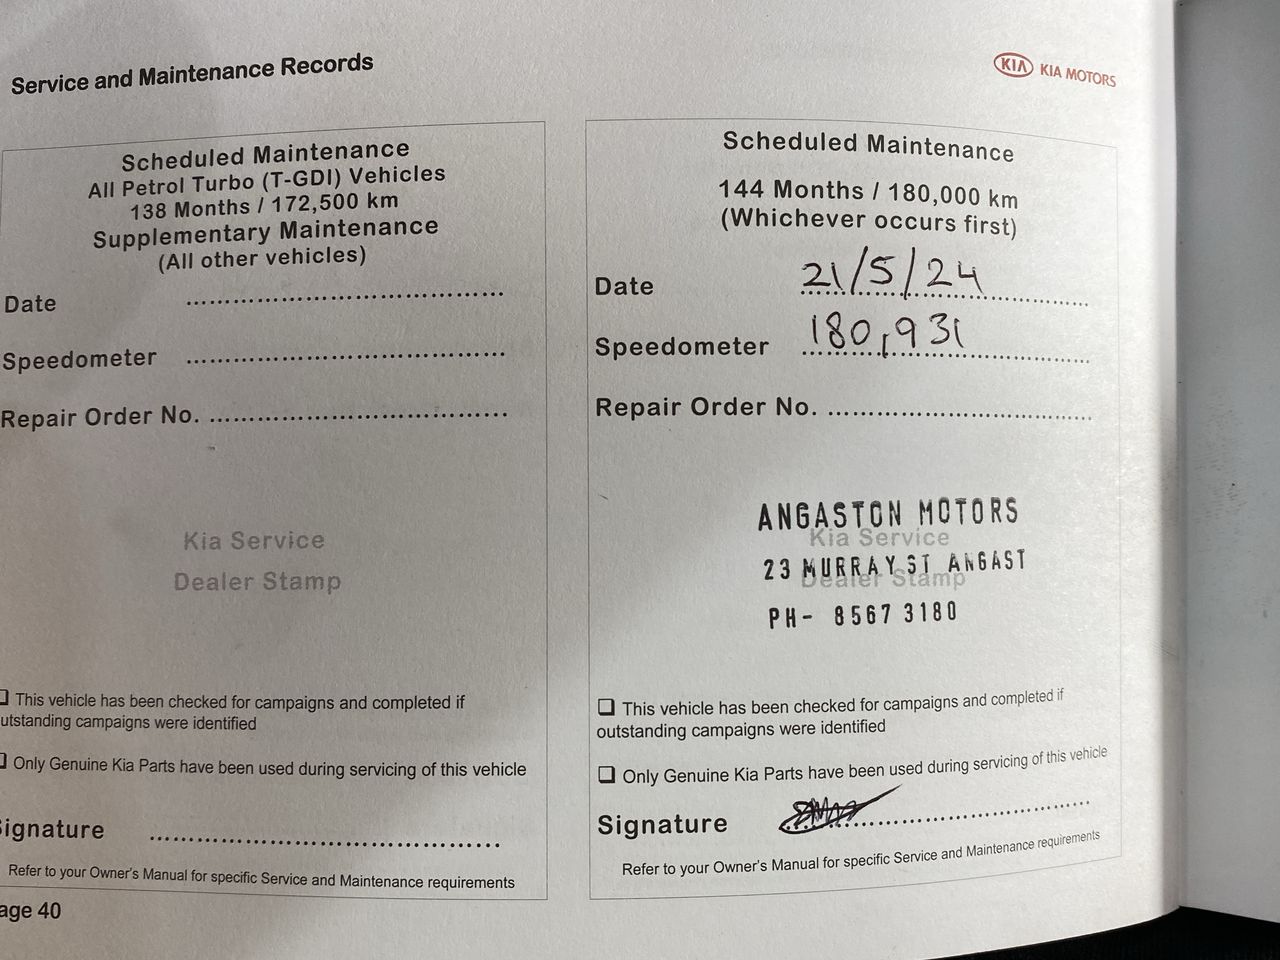 Service and Maintenance Records
KIA KIA MOTORS
Scheduled Maintenance
All Petrol Turbo (T-GDI) Vehicles
138 Months / 172,500 km
Supplementary Maintenance
(All other vehicles)
Date
Speedometer
Repair Order No.
Kia Service
Dealer Stamp
This vehicle has been checked for campaigns and completed if
utstanding campaigns were identified
Only Genuine Kia Parts have been used during servicing of this vehicle
ignature
Refer to your Owner's Manual for specific Service and Maintenance requirements
age 40
Scheduled Maintenance
144 Months / 180,000 km
(Whichever occurs first)
Date 21/5/24
Speedometer 180,931
Repair Order No.
ANGASTON MOTORS
Kia Service
23 MURRAY ST ANGAST
Dealer Stamp
PH- 8567 3180
This vehicle has been checked for campaigns and completed if
outstanding campaigns were identified
Only Genuine Kia Parts have been used during servicing of this vehicle
Signature
Refer to your Owner's Manual for specific Service and Maintenance requirements